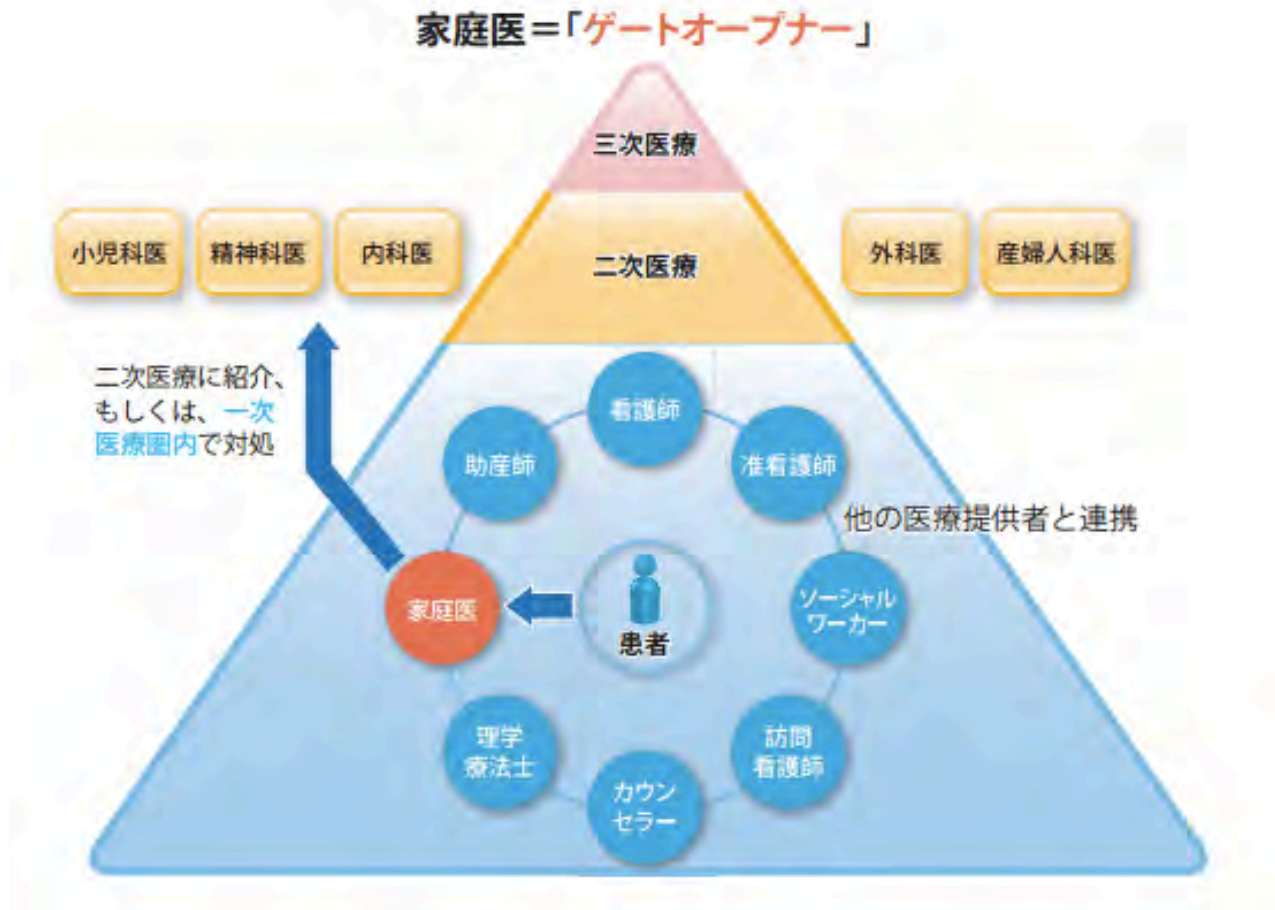 家庭医＝「ゲートオープナー」
三次医療
小児科医
精神科医
内科医
二次医療
外科医
産婦人科医
二次医療に紹介、
もしくは、一次
医療圏内で対処
看護師
助産師
准看護師
他の医療提供者と連携
家庭医
患者
ソーシャル
ワーカー
理学
療法士
カウン
セラー
訪問
看護師